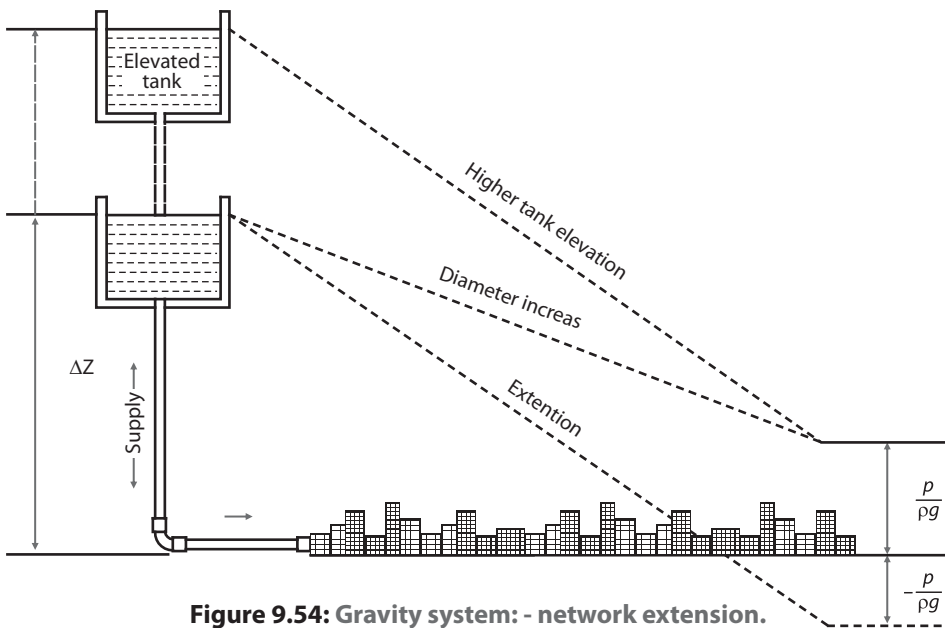 Elevated
tank
Higher tank elevation
Diameter increas
Extention
ΔZ
Supply
p
ρg
p
−
ρg
Figure 9.54: Gravity system: - network extension.